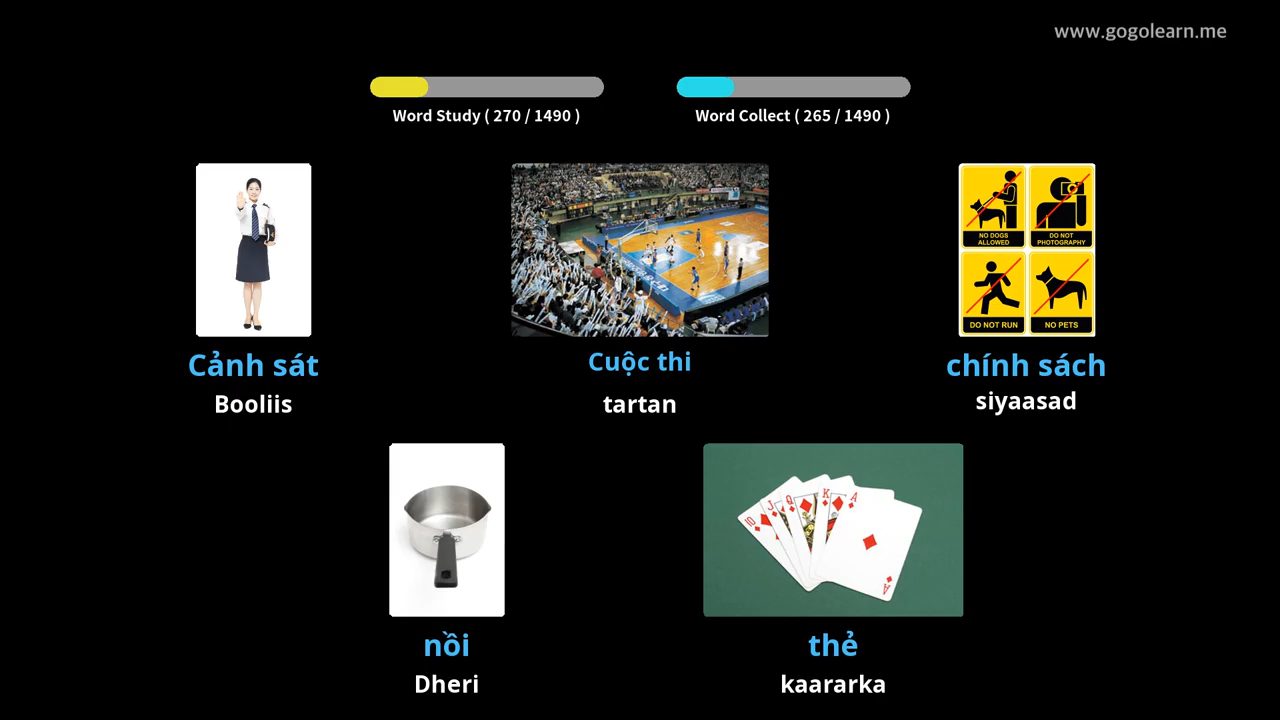 www.gogolearn.me
Word Study ( 270 / 1490 )
Word Collect ( 265 / 1490 )
NO DOGS
ALLOWED
DO NOT
PHOTOGRAPHY
DO NOT RUN
NO PETS
Cảnh sát
Cuộc thi
chính sách
Booliis
tartan
siyaasad
10
J
Q
K
A
A
nồi
thẻ
Dheri
kaararka